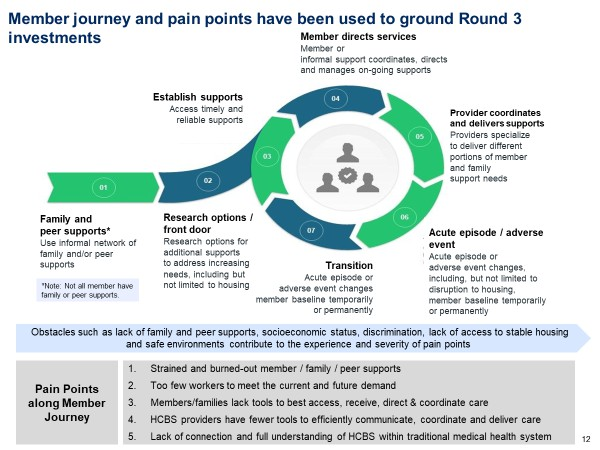 Member journey and pain points have been used to ground Round 3
investments
Member directs services
Member or
informal support coordinates, directs
and manages on-going supports
Establish supports
Access timely and
reliable supports
04
Provider coordinates
and delivers supports
Providers specialize
to deliver different
portions of member
and family
support needs
05
03
02
01
06
07
Family and
peer supports*
Use informal network of
family and/or peer
supports
*Note: Not all member have
family or peer supports.
Research options /
front door
Research options for
additional supports
to address increasing
needs, including but
not limited to housing
Transition
Acute episode or
adverse event changes
member baseline temporarily
or permanently
Acute episode / adverse
event
Acute episode or
adverse event changes,
including, but not limited to
disruption to housing,
member baseline temporarily
or permanently
Obstacles such as lack of family and peer supports, socioeconomic status, discrimination, lack of access to stable housing
and safe environments contribute to the experience and severity of pain points
Pain Points
along Member
Journey
1. Strained and burned-out member / family / peer supports
2. Too few workers to meet the current and future demand
3. Members/families lack tools to best access, receive, direct & coordinate care
4. HCBS providers have fewer tools to efficiently communicate, coordinate and deliver care
5. Lack of connection and full understanding of HCBS within traditional medical health system
12